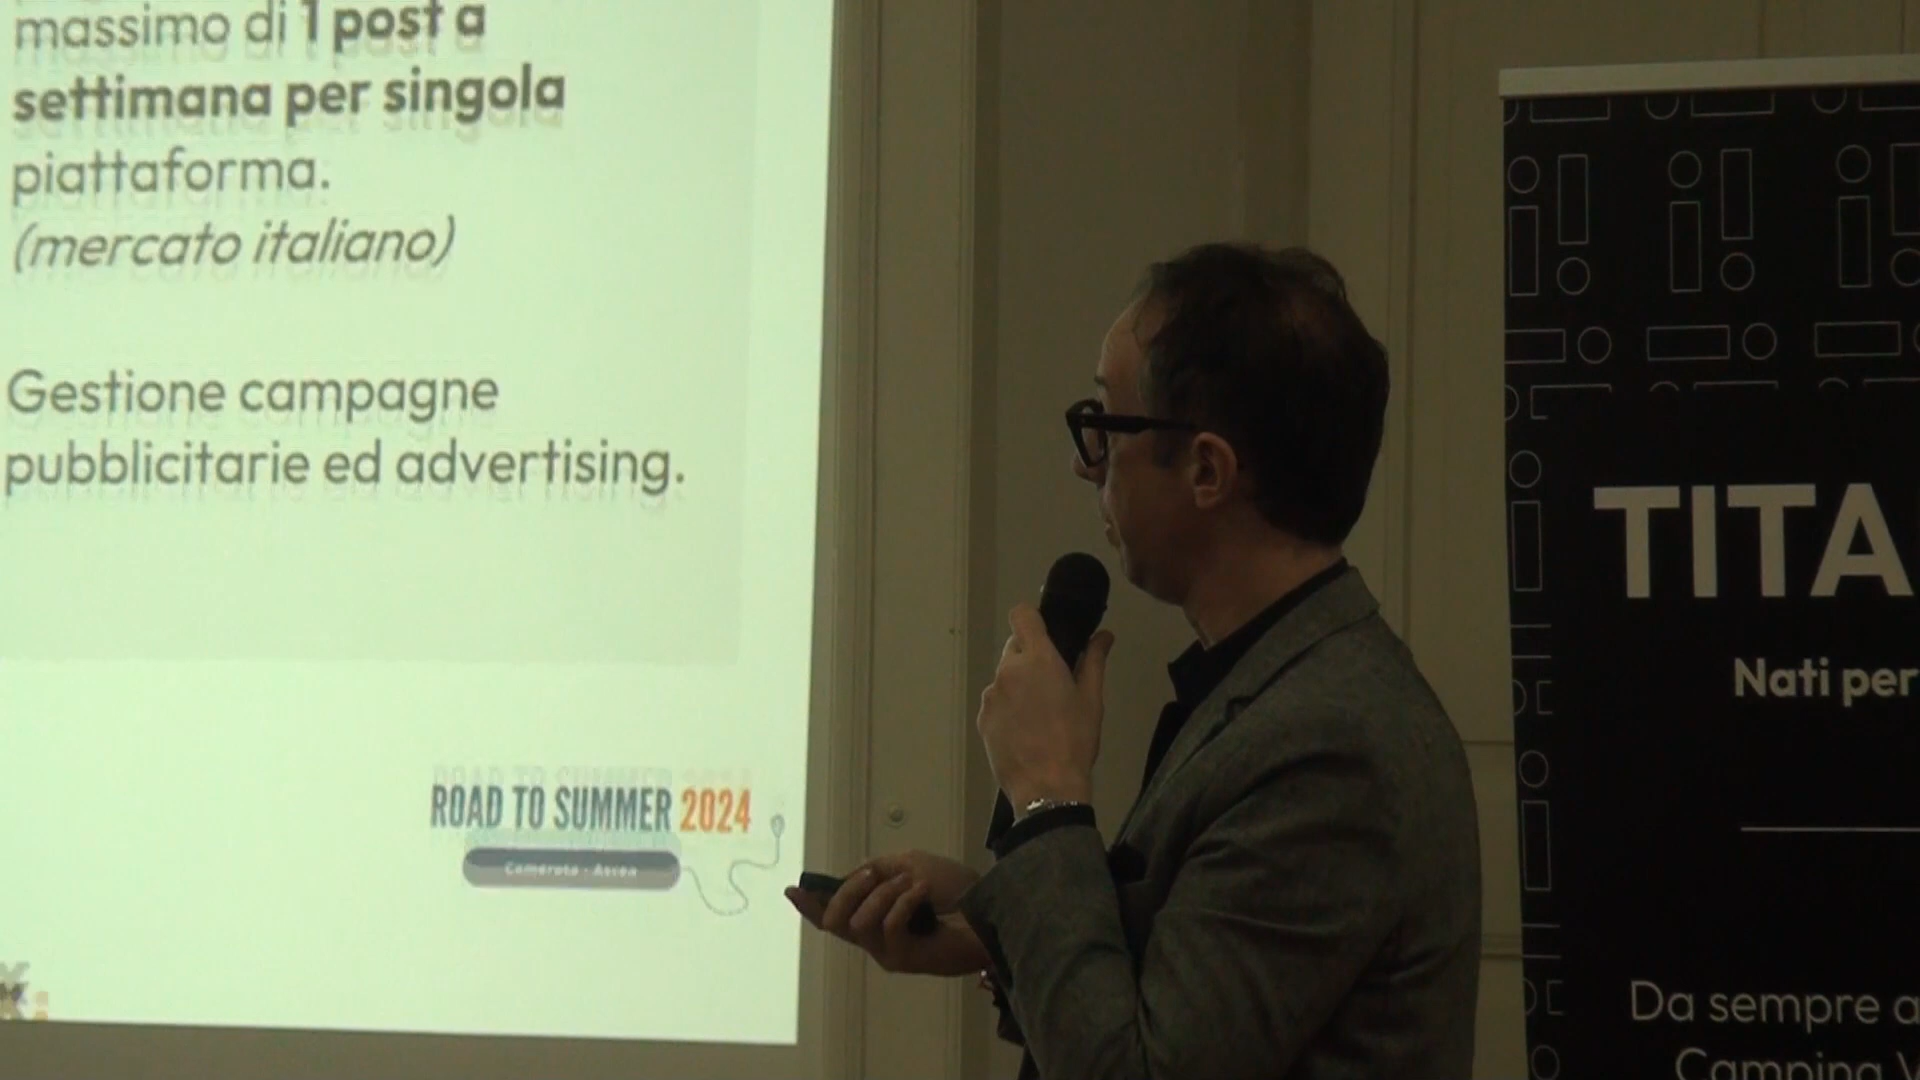 massimo di 1 post a
settimana per singola
piattaforma.
(mercato italiano)
Gestione campagne
pubblicitarie ed advertising.
ROAD TO SUMMER 2024
Camerota - Ascea
TITA
Nati per
Da sempre a
Camping V